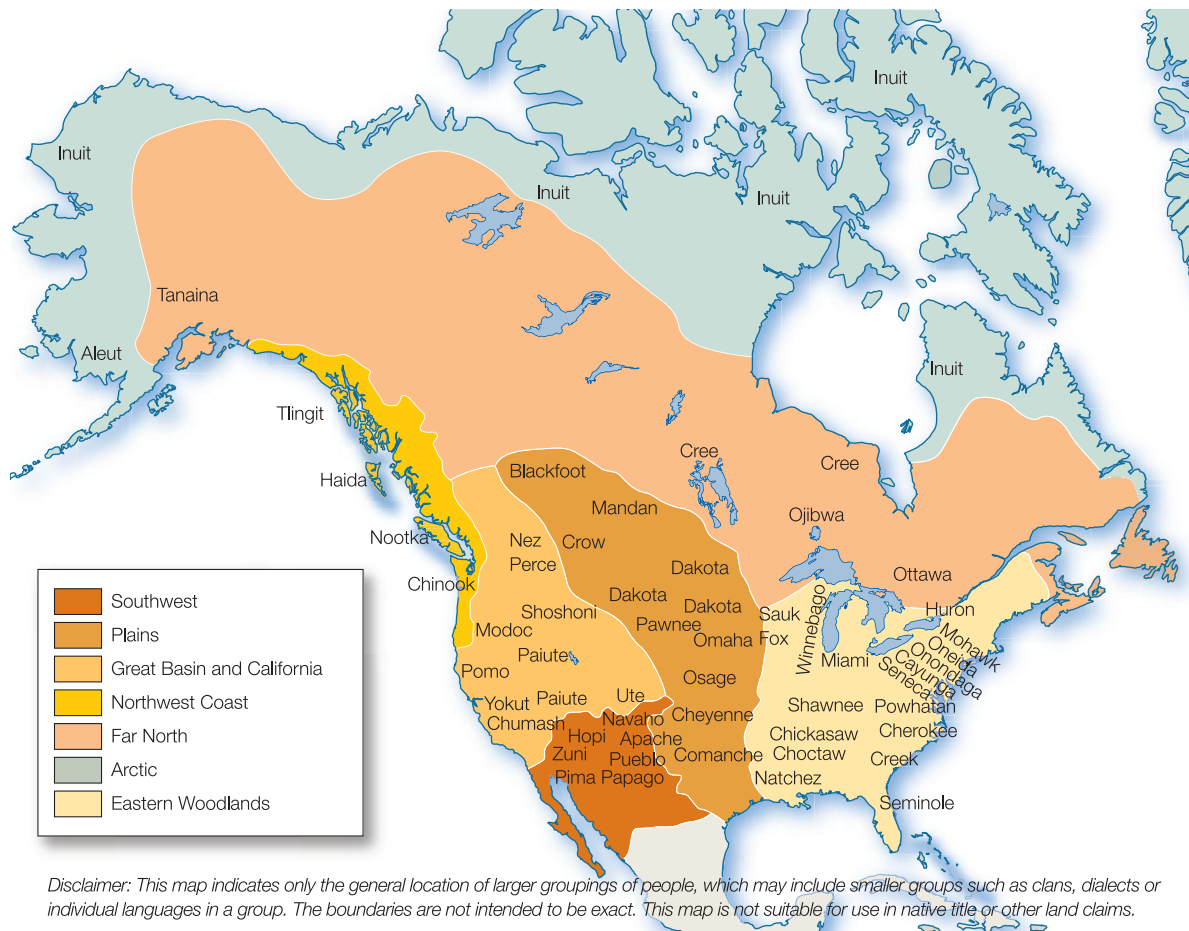 Inuit
Inuit
Inuit
Inuit
Tanaina
Aleut
Inuit
Tlingit
Cree
Cree
Blackfoot
Haida
Mandan
Ojibwa
Nootka
Nez
Perce
Crow
Dakota
Ottawa
Chinook
Dakota
Dakota
Sauk
Winnebago
Huron
Shoshoni
Pawnee
Omaha
Fox
Mohawk
Oneida
Onondaga
Cayunga
Seneca
Modoc
Paiute
Miami
Pomo
Osage
Yokut
Paiute
Ute
Shawnee
Powhatan
Chumash
Navaho
Cheyenne
Hopi
Apache
Chickasaw
Cherokee
Zuni
Pueblo
Comanche
Choctaw
Creek
Pima Papago
Natchez
Seminole
Southwest
Plains
Great Basin and California
Northwest Coast
Far North
Arctic
Eastern Woodlands
Disclaimer: This map indicates only the general location of larger groupings of people, which may include smaller groups such as clans, dialects or
individual languages in a group. The boundaries are not intended to be exact. This map is not suitable for use in native title or other land claims.